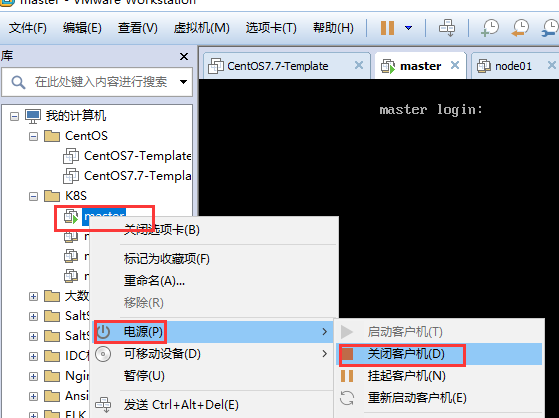 master - VMware Workstation
文件(F) 编辑(E) 查看(V) 虚拟机(M) 选项卡(T) 帮助(H)
库
在此处键入内容进行搜索
CentOS7.7-Template
master
node01
master login:
我的计算机
CentOS
CentOS7-Template
CentOS7.7-Template
K8S
master
关闭选项卡(B)
标记为收藏项(F)
重命名(A)...
移除(R)
大数
SaltS
SaltS
IDC
Ngin
Ansi
ELK
电源(P)
可移动设备(D)
暂停(U)
发送 Ctrl+Alt+Del(E)
启动客户机(T)
关闭客户机(D)
挂起客户机(N)
重新启动客户机(E)